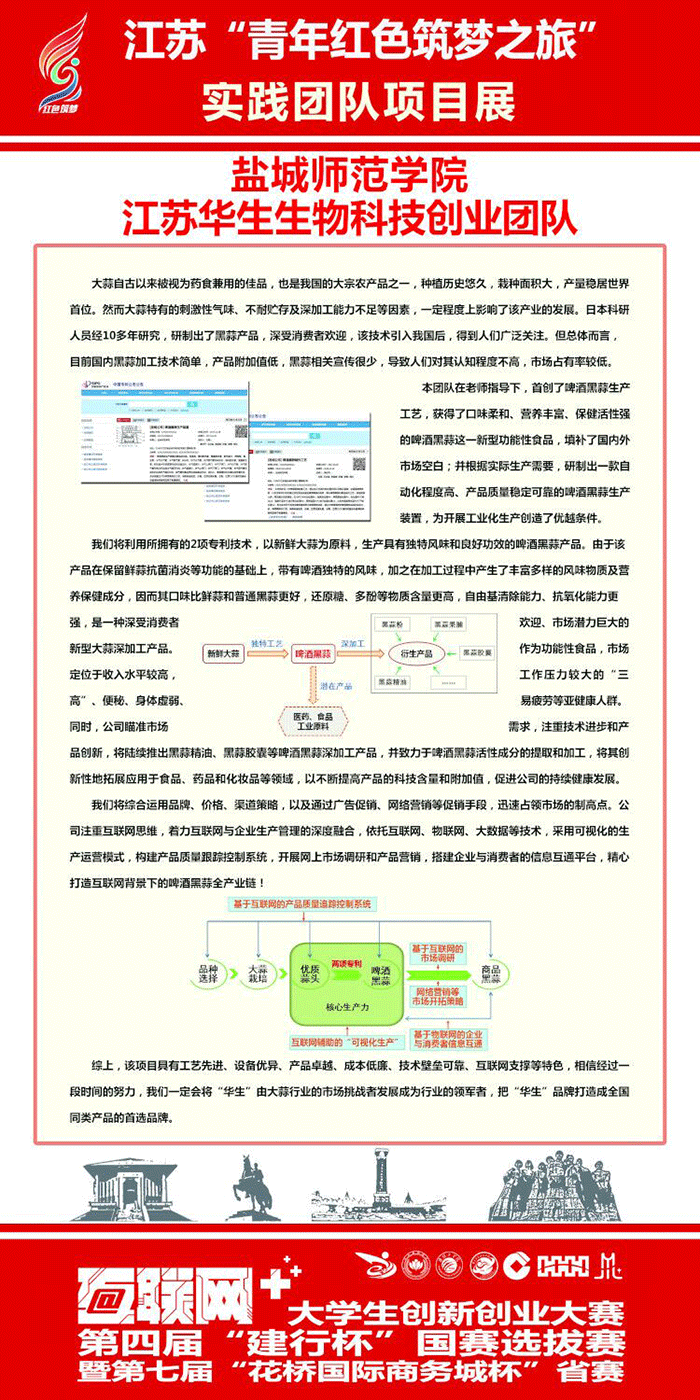 江苏“青年红色筑梦之旅”
实践团队项目展
红色筑梦
盐城师范学院
江苏华生生物科技创业团队
大蒜自古以来被视为药食兼用的佳品，也是我国的大宗农产品之一，种植历史悠久，栽种面积大，产量稳居世界
首位。然而大蒜特有的刺激性气味、不耐贮存及深加工能力不足等因素，一定程度上影响了该产业的发展。日本科研
人员经10多年研究，研制出了黑蒜产品，深受消费者欢迎，该技术引入我国后，得到人们广泛关注。但总体而言，
目前国内黑蒜加工技术简单，产品附加值低，黑蒜相关宣传很少，导致人们对其认知程度不高，市场占有率较低。
本团队在老师指导下，首创了啤酒黑蒜生产
工艺，获得了口味柔和、营养丰富、保健活性强
的啤酒黑蒜这一新型功能性食品，填补了国内外
市场空白；并根据实际生产需要，研制出一款自
动化程度高、产品质量稳定可靠的啤酒黑蒜生产
装置，为开展工业化生产创造了优越条件。
我们将利用所拥有的2项专利技术，以新鲜大蒜为原料，生产具有独特风味和良好功效的啤酒黑蒜产品。由于该
产品在保留鲜蒜抗菌消炎等功能的基础上，带有啤酒独特的风味，加之在加工过程中产生了丰富多样的风味物质及营
养保健成分，因而其口味比鲜蒜和普通黑蒜更好，还原糖、多酚等物质含量更高，自由基清除能力、抗氧化能力更
强，是一种深受消费者 欢迎、市场潜力巨大的
新型大蒜深加工产品。 作为功能性食品，市场
定位于收入水平较高， 工作压力较大的“三
高”、便秘、身体虚弱、 易疲劳等亚健康人群。
同时，公司瞄准市场 需求，注重技术进步和产
新鲜大蒜
独特工艺
啤酒黑蒜
深加工
衍生产品
黑蒜粉
黑蒜果脯
黑蒜胶囊
黑蒜精油
……
潜在产品
医药、食品
工业原料
品创新，将陆续推出黑蒜精油、黑蒜胶囊等啤酒黑蒜深加工产品，并致力于啤酒黑蒜活性成分的提取和加工，将其创
新性地拓展应用于食品、药品和化妆品等领域，以不断提高产品的科技含量和附加值，促进公司的持续健康发展。
我们将综合运用品牌、价格、渠道策略，以及通过广告促销、网络营销等促销手段，迅速占领市场的制高点。公
司注重互联网思维，着力互联网与企业生产管理的深度融合，依托互联网、物联网、大数据等技术，采用可视化的生
产运营模式，构建产品质量跟踪控制系统，开展网上市场调研和产品营销，搭建企业与消费者的信息互通平台，精心
打造互联网背景下的啤酒黑蒜全产业链！
基于互联网的产品质量追踪控制系统
品种
选择
大蒜
栽培
优质
蒜头
两项专利
啤酒
黑蒜
核心生产力
基于互联网的
市场调研
网络营销等
市场开拓策略
商品
黑蒜
互联网辅助的“可视化生产”
基于物联网的企业
与消费者信息互通
综上，该项目具有工艺先进、设备优异、产品卓越、成本低廉、技术壁垒可靠、互联网支撑等特色，相信经过一
段时间的努力，我们一定会将“华生”由大蒜行业的市场挑战者发展成为行业的领军者，把“华生”品牌打造成全国
同类产品的首选品牌。
互联网++
大学生创新创业大赛
第四届“建行杯”国赛选拔赛
暨第七届“花桥国际商务城杯”省赛